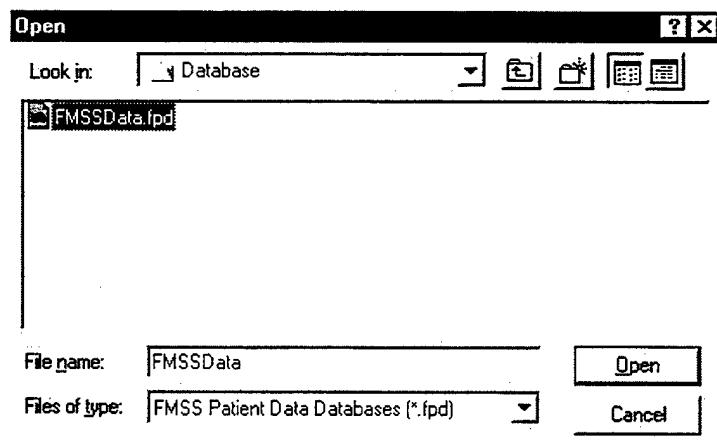 Open
Look in: Database
FMSSData.fpd
File name: FMSSData Open
Files of type: FMSS Patient Data Databases (*.fpd) Cancel